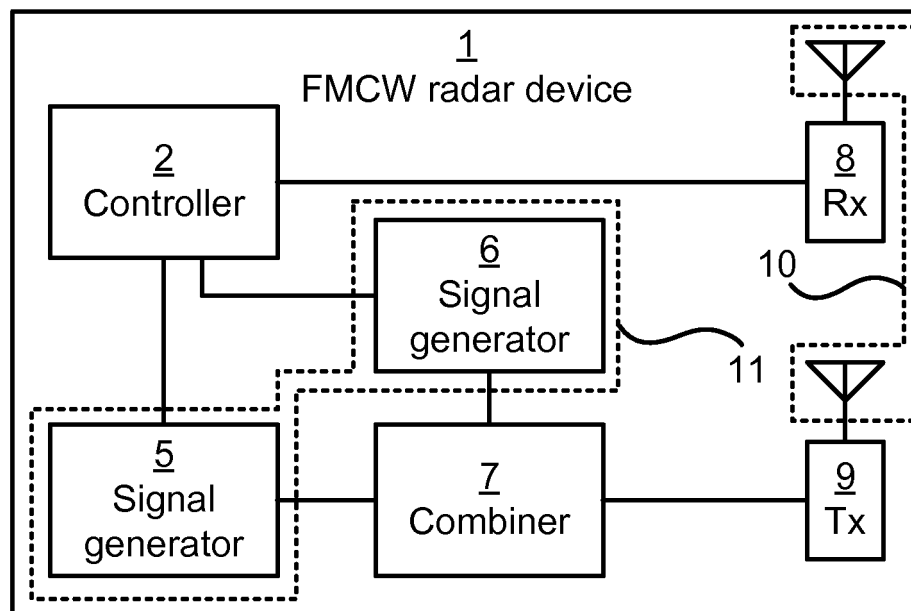 1
FMCW radar device
2
Controller
8
Rx
6
Signal
generator
10
11
5
Signal
generator
7
Combiner
9
Tx